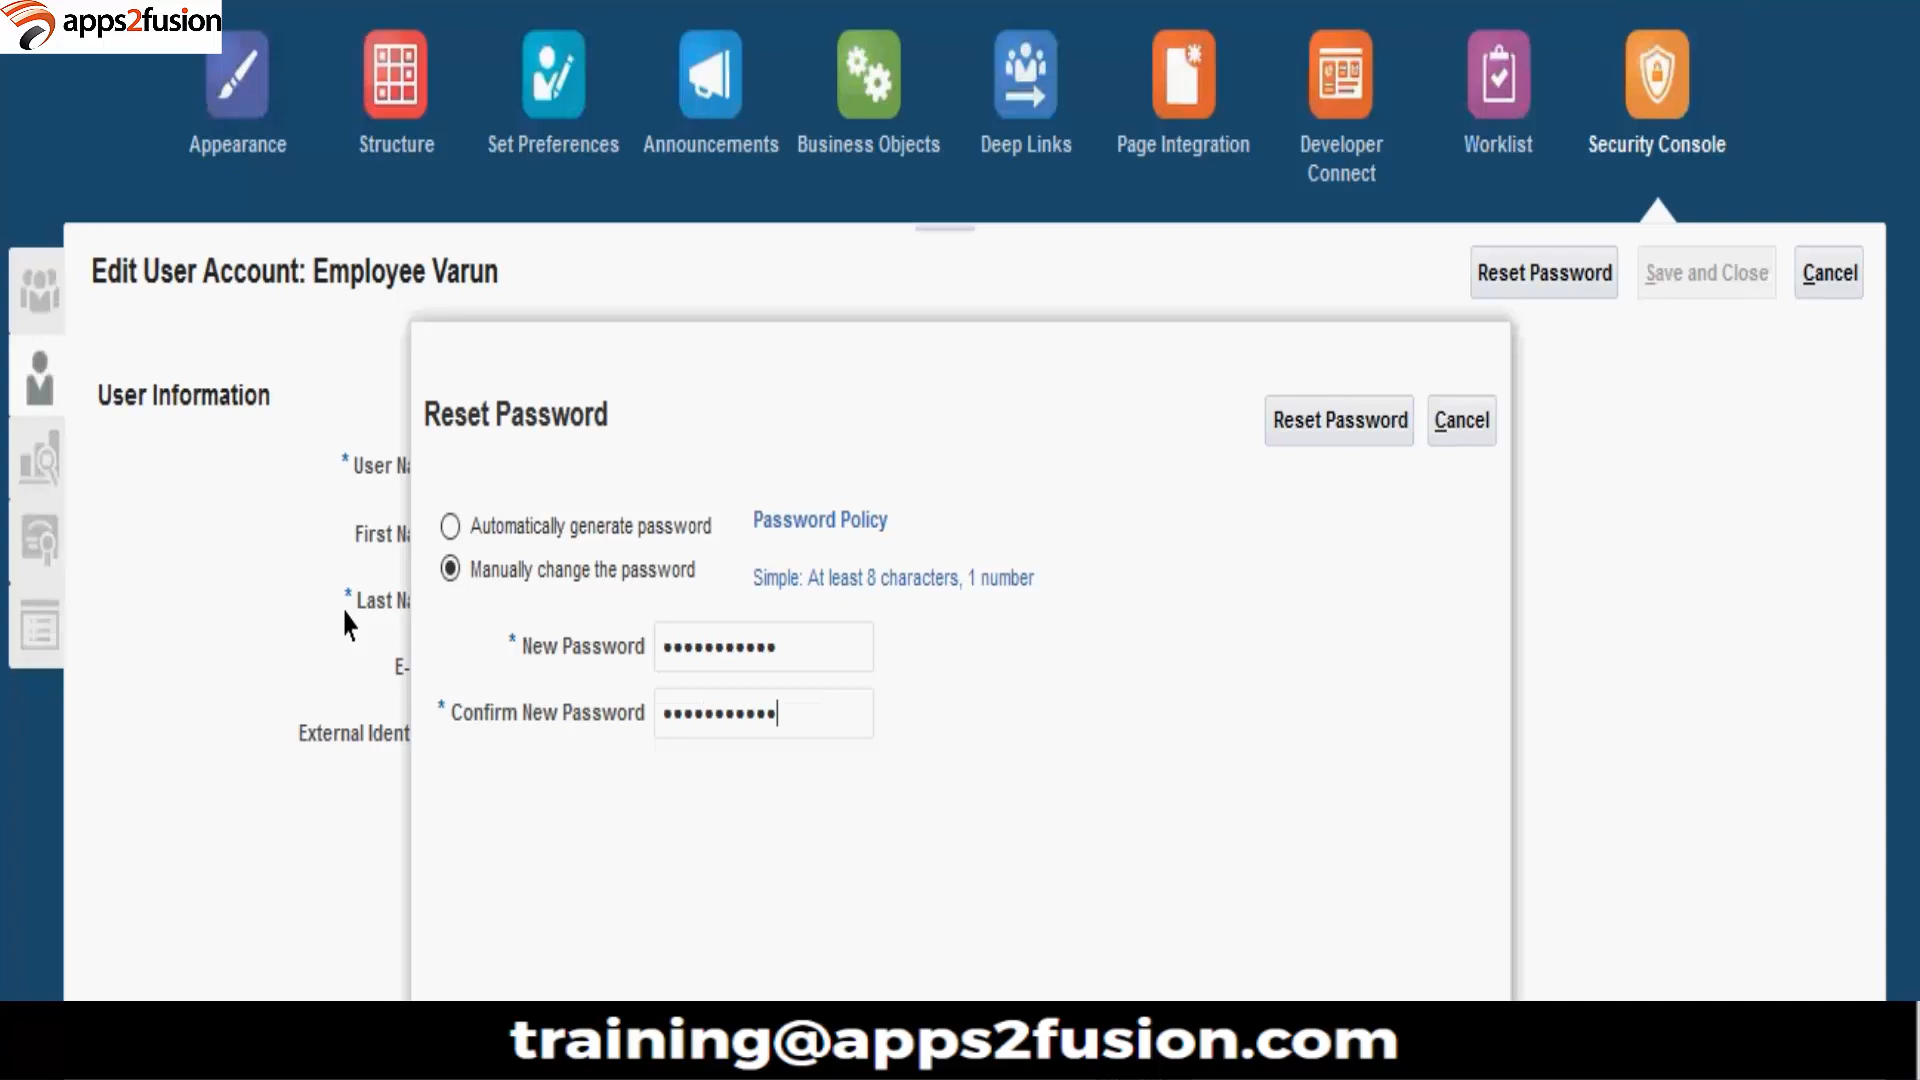 apps2fusion
Appearance
Structure
Set Preferences
Announcements
Business Objects
Deep Links
Page Integration
Developer
Connect
Worklist
Security Console
Edit User Account: Employee Varun
Reset Password
Save and Close
Cancel
User Information
Reset Password
Reset Password
Cancel
* User Na
First Na
* Last Na
E-
External Ident
Automatically generate password
Password Policy
Manually change the password
Simple: At least 8 characters, 1 number
* New Password •••••••••••
* Confirm New Password •••••••••••
training@apps2fusion.com